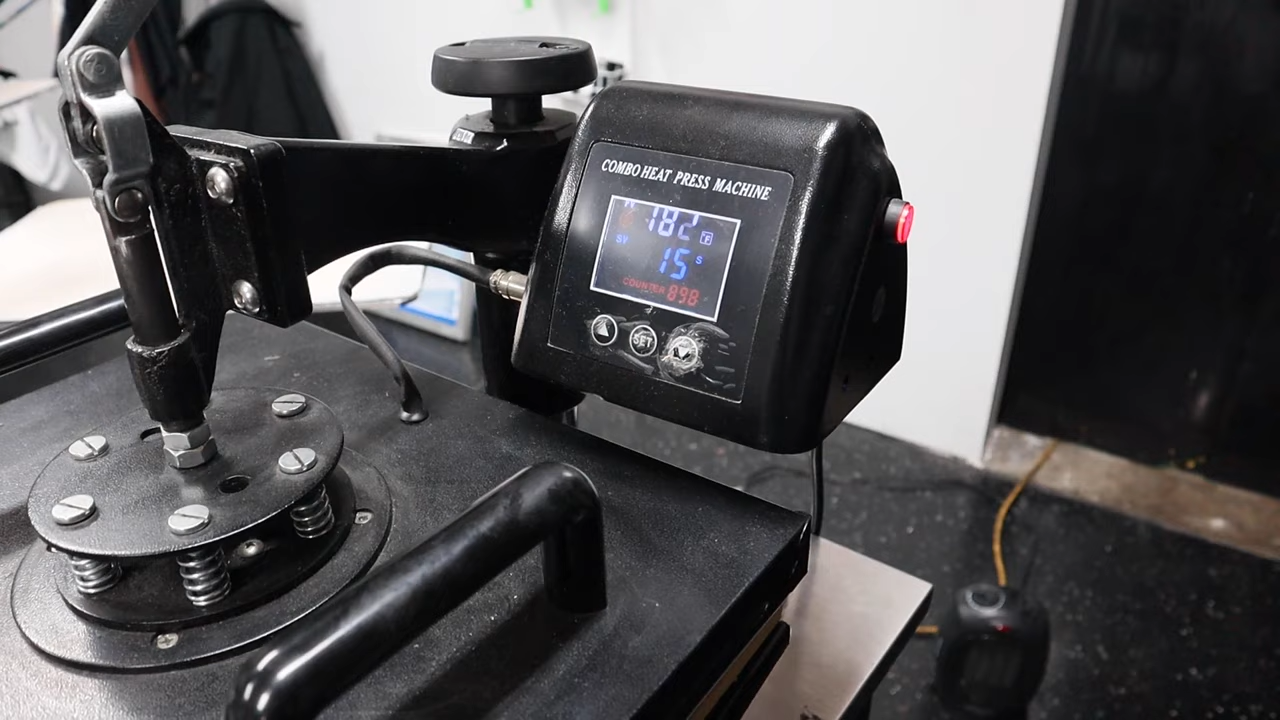 COMBO HEAT PRESS MACHINE
182 °F
SV 15 S
COUNTER 898
SET